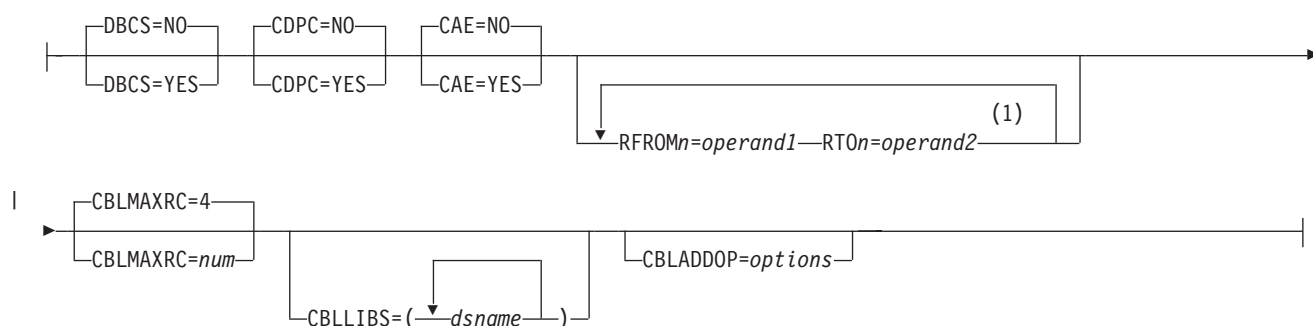 DBCS=NO CDPC=NO CAE=NO
DBCS=YES CDPC=YES CAE=YES
(1)
RFROMn=operand1 RTOn=operand2
|
CBLMAXRC=4
CBLMAXRC=num CBLADDOP=options
CBLLIBS=( dsname )